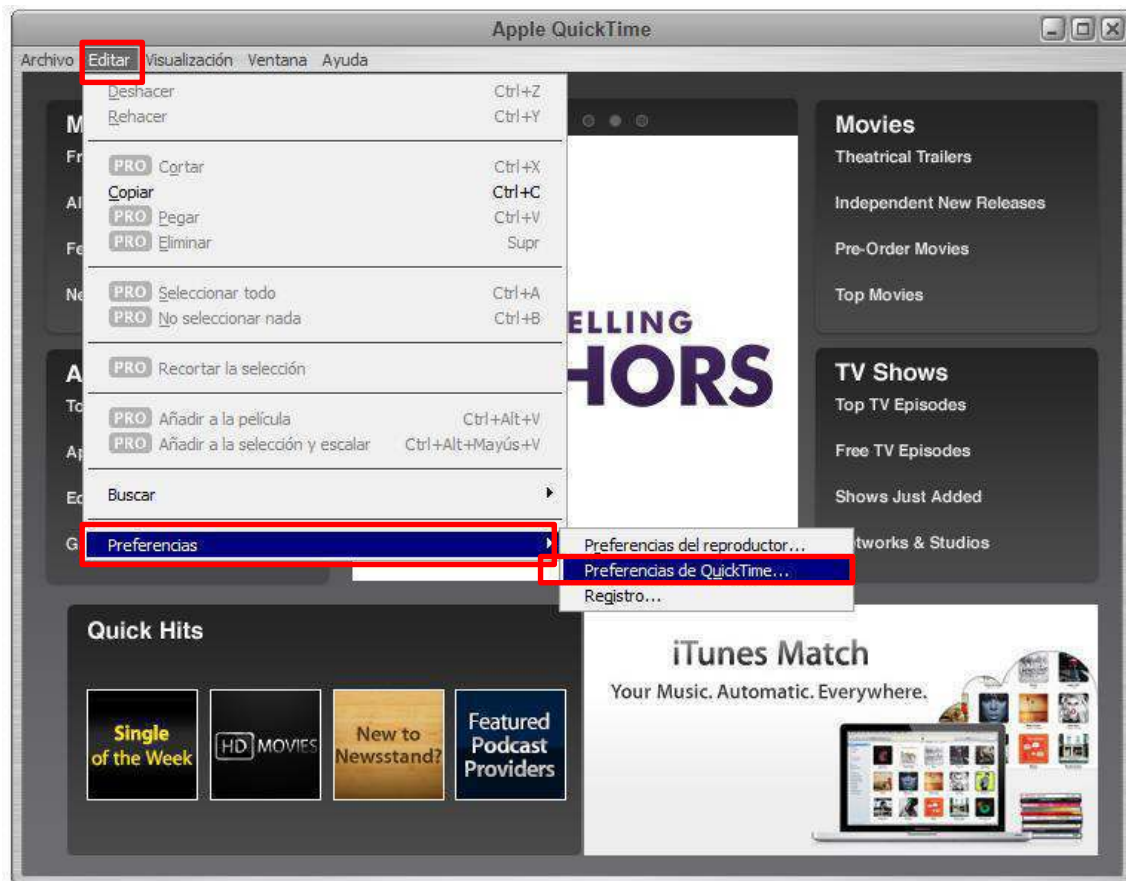 Apple QuickTime
Archivo Editar Visualización Ventana Ayuda
Deshacer Ctrl+Z
Rehacer Ctrl+Y
PRO Cortar Ctrl+X
Copiar Ctrl+C
PRO Pegar Ctrl+V
PRO Eliminar Supr
PRO Seleccionar todo Ctrl+A
PRO No seleccionar nada Ctrl+B
PRO Recortar la selección
PRO Añadir a la película Ctrl+Alt+V
PRO Añadir a la selección y escalar Ctrl+Alt+Mayús+V
Buscar
Preferencias
Preferencias del reproductor...
Preferencias de QuickTime...
Registro...
ELLING
HORS
Movies
Theatrical Trailers
Independent New Releases
Pre-Order Movies
Top Movies
TV Shows
Top TV Episodes
Free TV Episodes
Shows Just Added
tworks & Studios
Quick Hits
Single
of the Week
HD MOVIES
New to
Newsstand?
Featured
Podcast
Providers
iTunes Match
Your Music. Automatic. Everywhere.